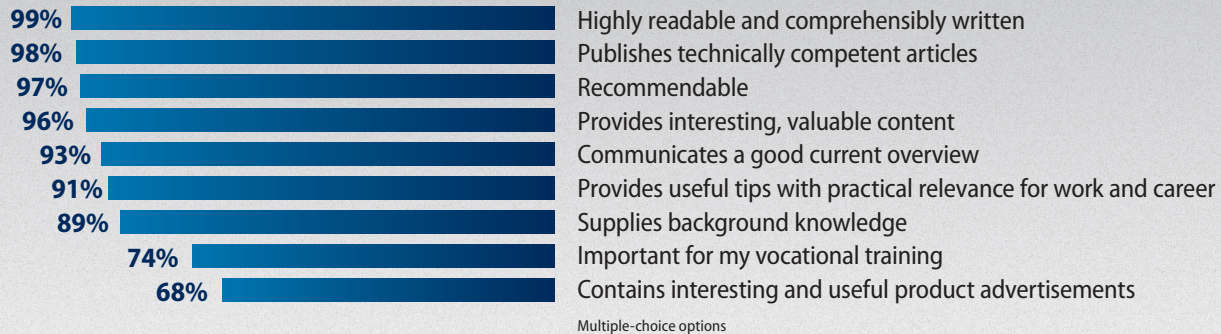 99% Highly readable and comprehensibly written
98% Publishes technically competent articles
97% Recommendable
96% Provides interesting, valuable content
93% Communicates a good current overview
91% Provides useful tips with practical relevance for work and career
89% Supplies background knowledge
74% Important for my vocational training
68% Contains interesting and useful product advertisements
Multiple-choice options